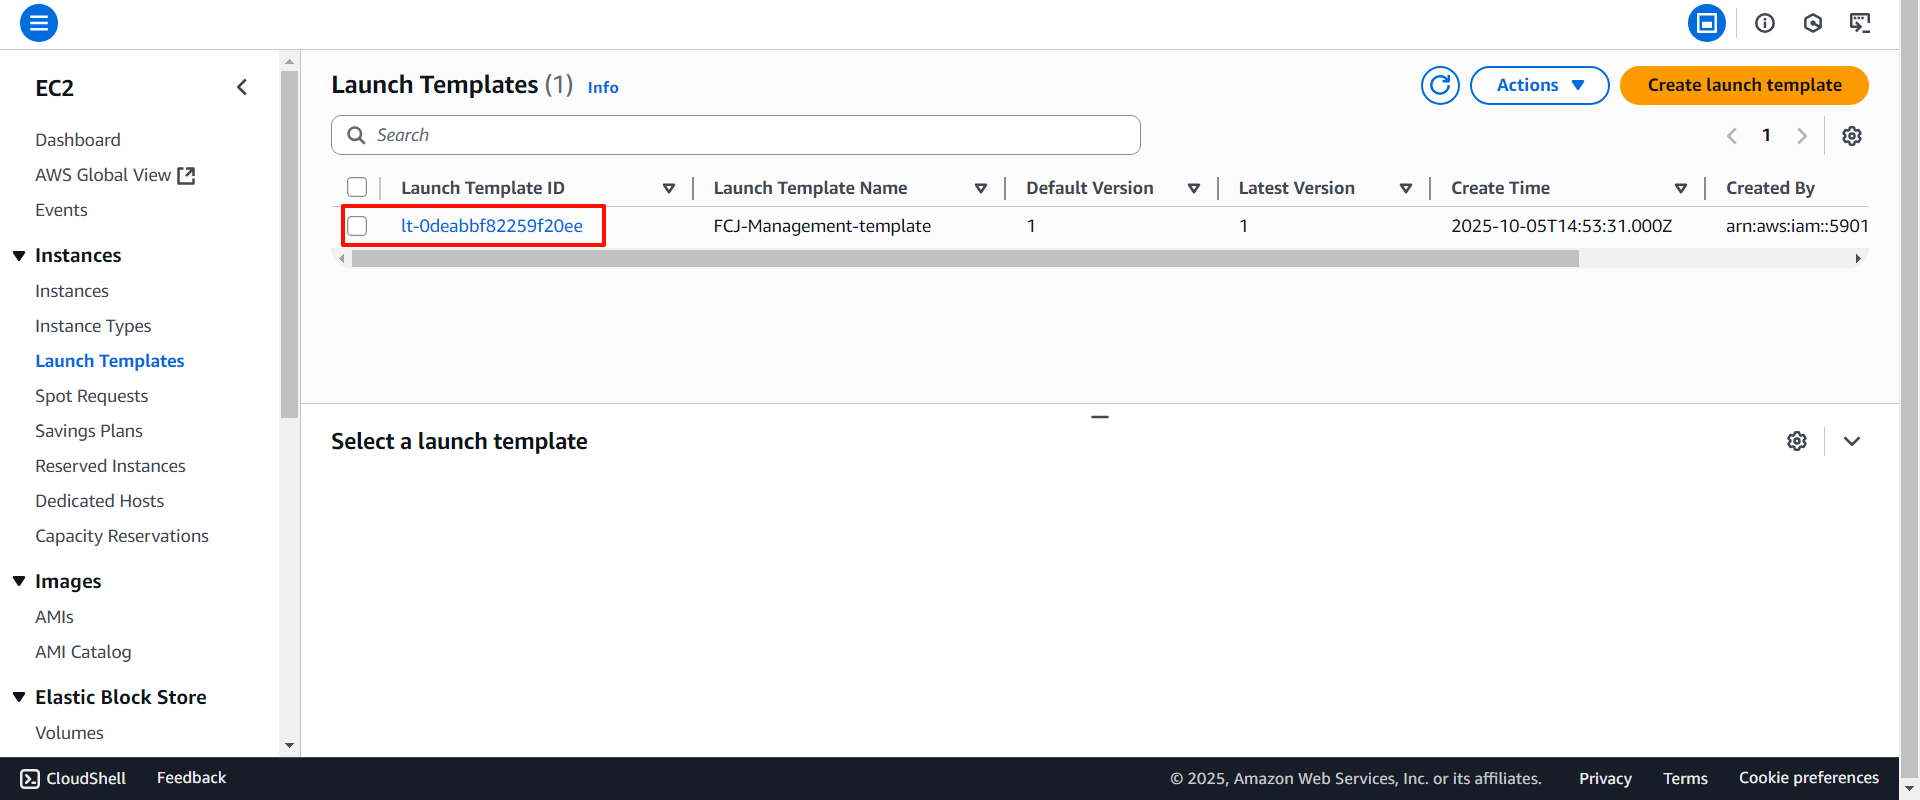 EC2
Dashboard
AWS Global View
Events
Instances
Instances
Instance Types
Launch Templates
Spot Requests
Savings Plans
Reserved Instances
Dedicated Hosts
Capacity Reservations
Images
AMIs
AMI Catalog
Elastic Block Store
Volumes
Launch Templates (1) Info
Actions
Create launch template
Search
1
Launch Template ID Launch Template Name Default Version Latest Version Create Time Created By
lt-0deabbf82259f20ee FCJ-Management-template 1 1 2025-10-05T14:53:31.000Z arn:aws:iam::5901
Select a launch template
CloudShell Feedback © 2025, Amazon Web Services, Inc. or its affiliates. Privacy Terms Cookie preferences